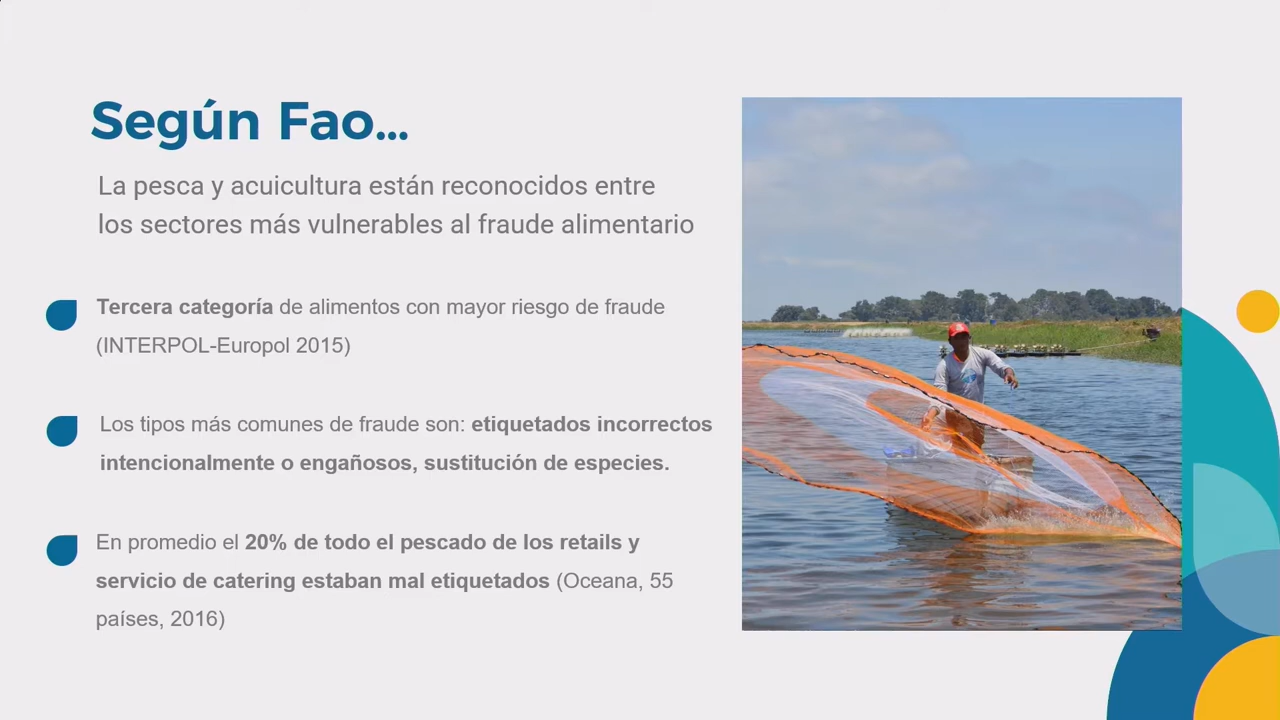 Según Fao...
La pesca y acuicultura están reconocidos entre
los sectores más vulnerables al fraude alimentario
Tercera categoría de alimentos con mayor riesgo de fraude
(INTERPOL-Europol 2015)
Los tipos más comunes de fraude son: etiquetados incorrectos
intencionalmente o engañosos, sustitución de especies.
En promedio el 20% de todo el pescado de los retails y
servicio de catering estaban mal etiquetados (Oceana, 55
países, 2016)